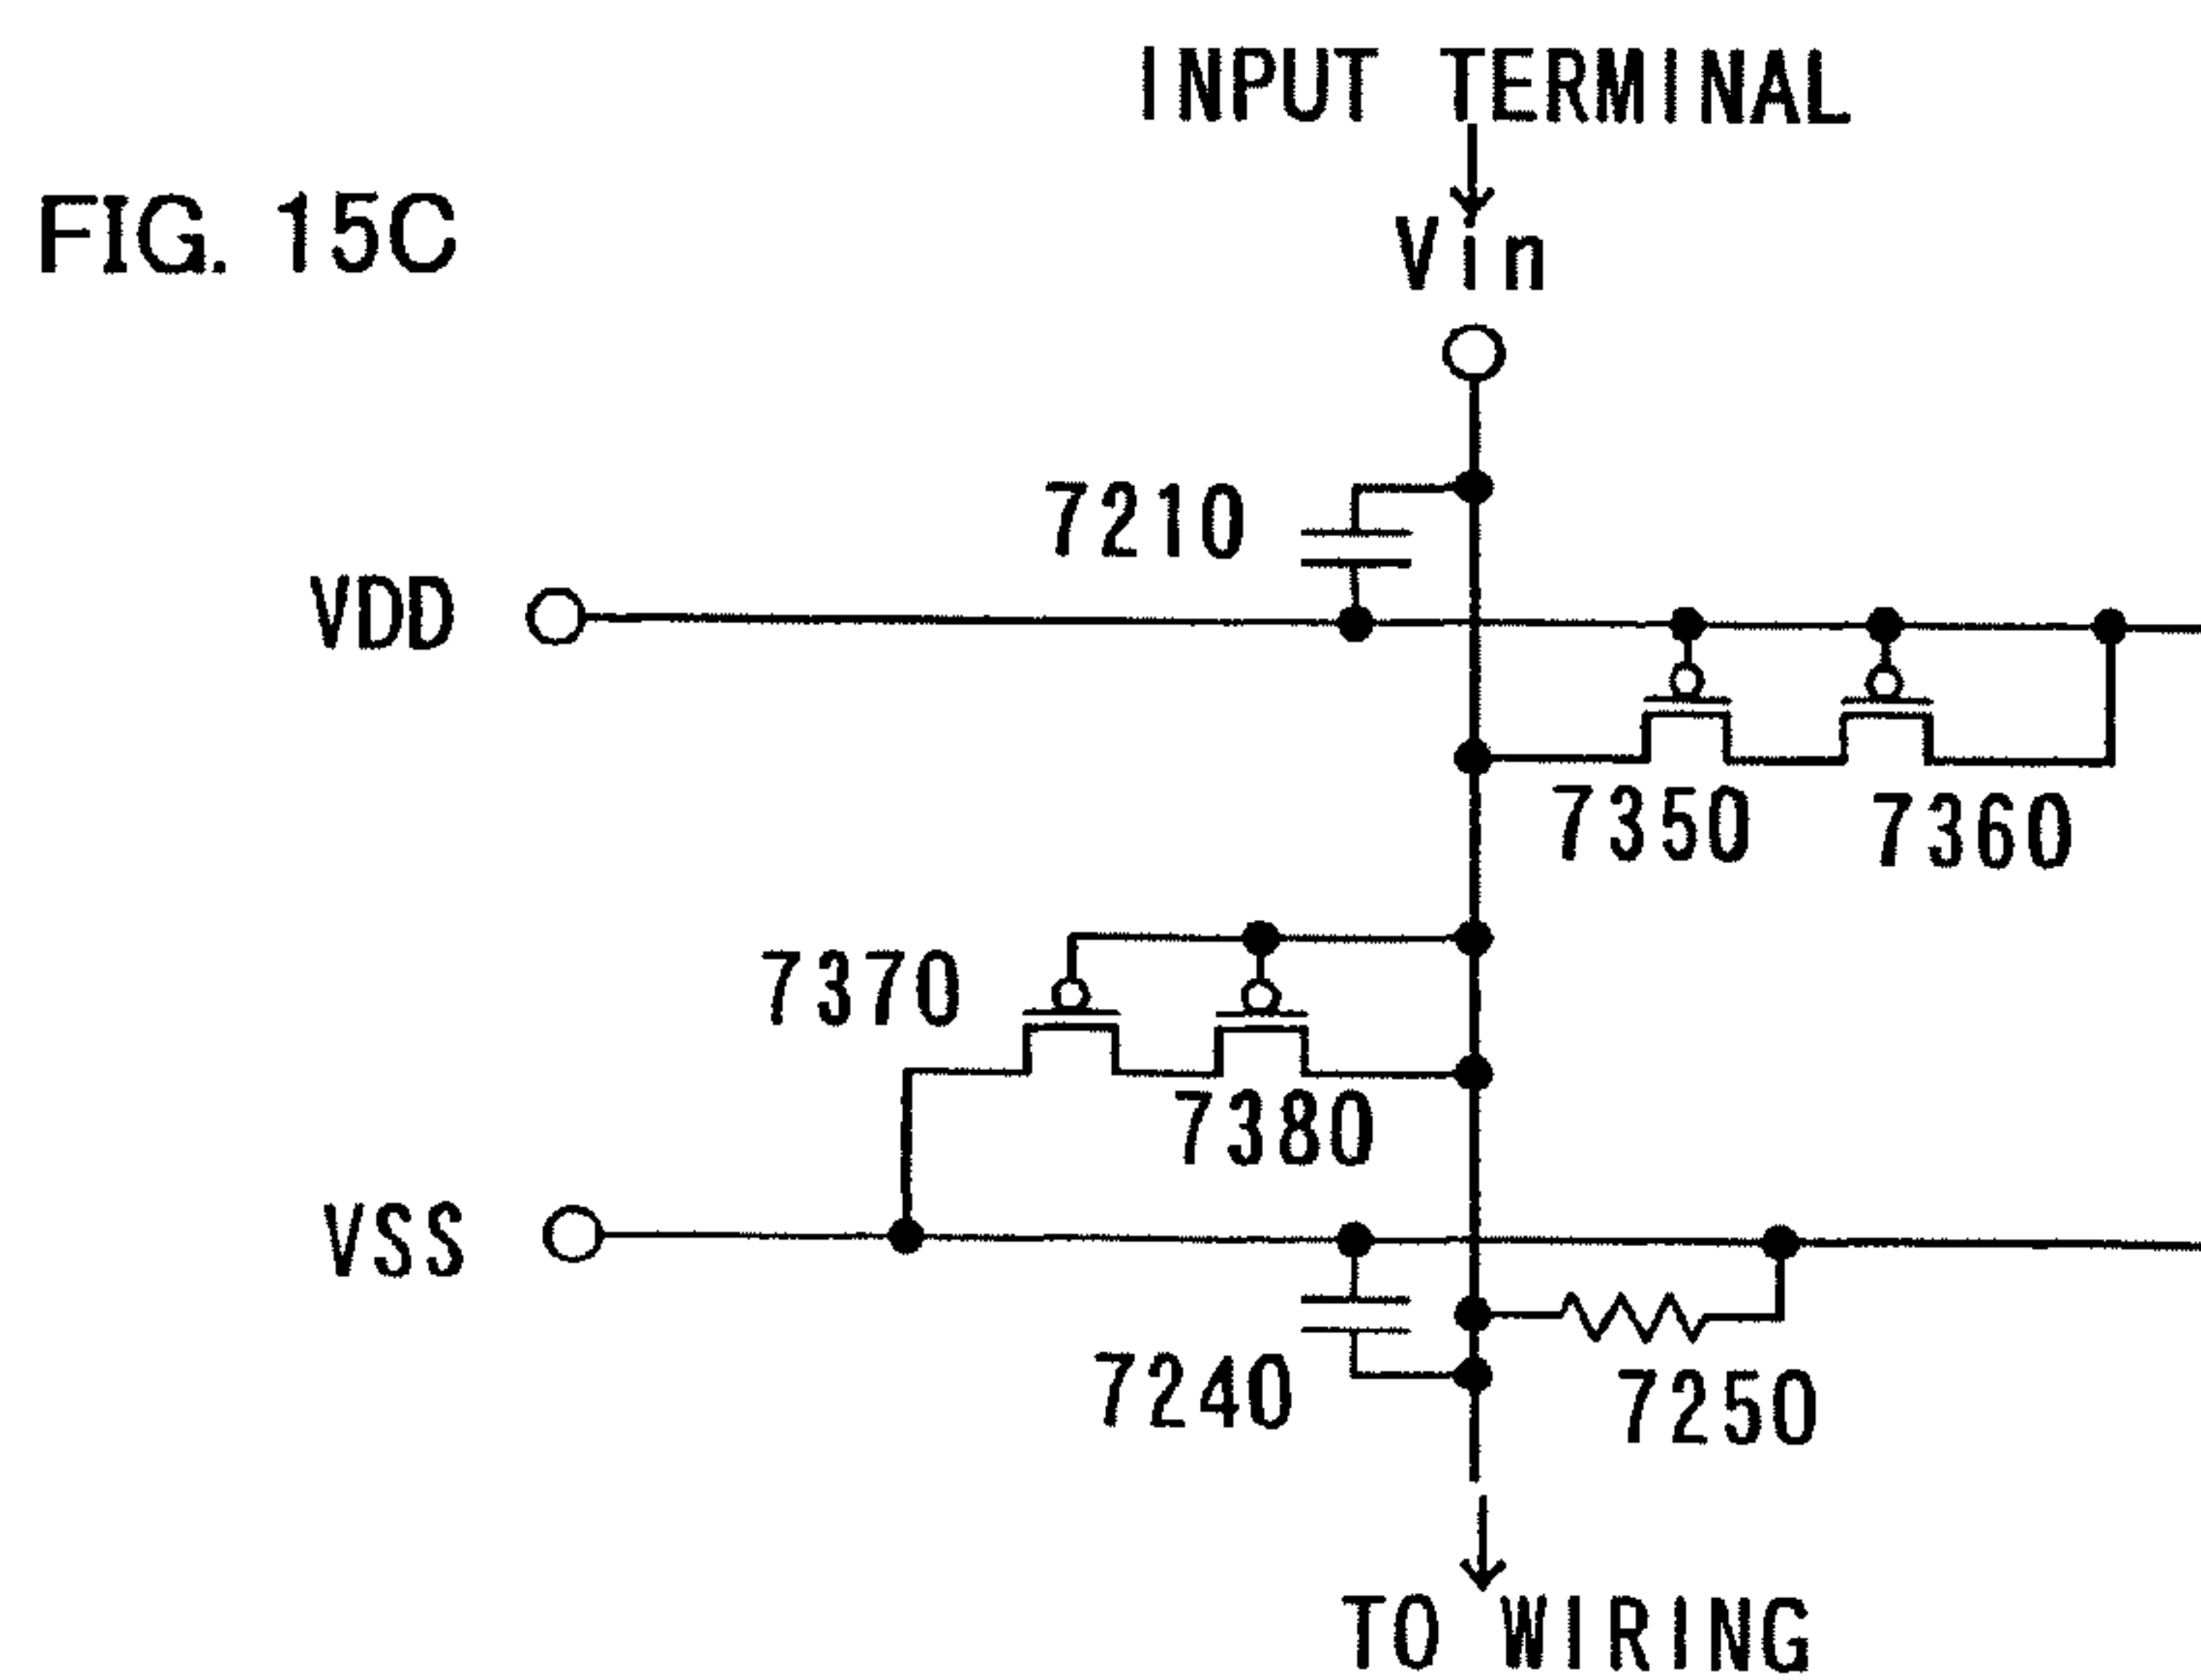 INPUT TERMINAL
FIG. 15C
Vin
7210
VDD
7350
7360
7370
7380
VSS
7240
7250
TO WIRING